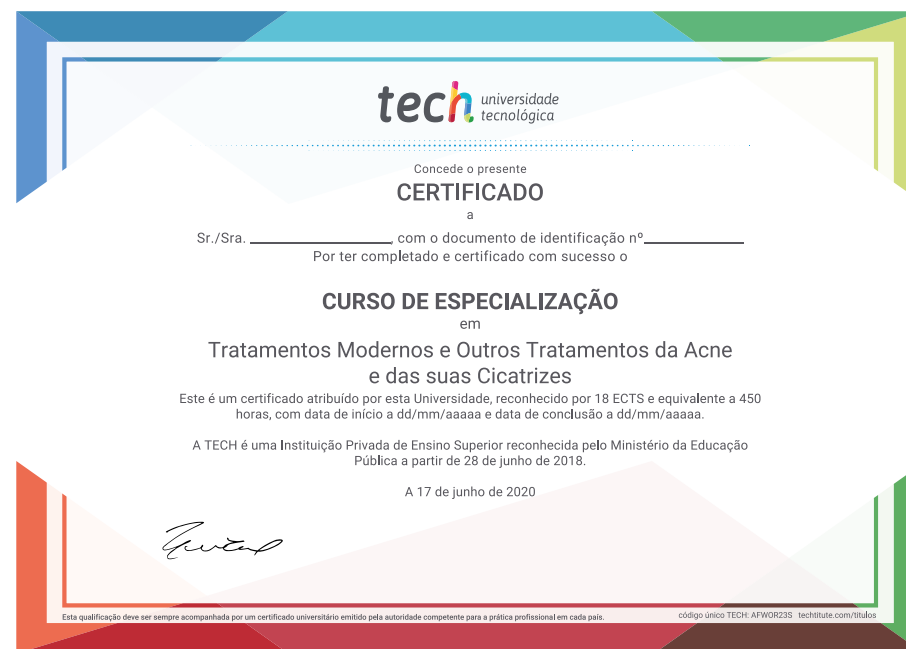 tech universidade
tecnológica
Concede o presente
CERTIFICADO
a
Sr./Sra. ____________________, com o documento de identificação nº______________
Por ter completado e certificado com sucesso o
CURSO DE ESPECIALIZAÇÃO
em
Tratamentos Modernos e Outros Tratamentos da Acne
e das suas Cicatrizes
Este é um certificado atribuído por esta Universidade, reconhecido por 18 ECTS e equivalente a 450
horas, com data de início a dd/mm/aaaaa e data de conclusão a dd/mm/aaaaa.
A TECH é uma Instituição Privada de Ensino Superior reconhecida pelo Ministério da Educação
Pública a partir de 28 de junho de 2018.
A 17 de junho de 2020
Esta qualificação deve ser sempre acompanhada por um certificado universitário emitido pela autoridade competente para a prática profissional em cada país.
código único TECH: AFWOR23S techtitute.com/titulos